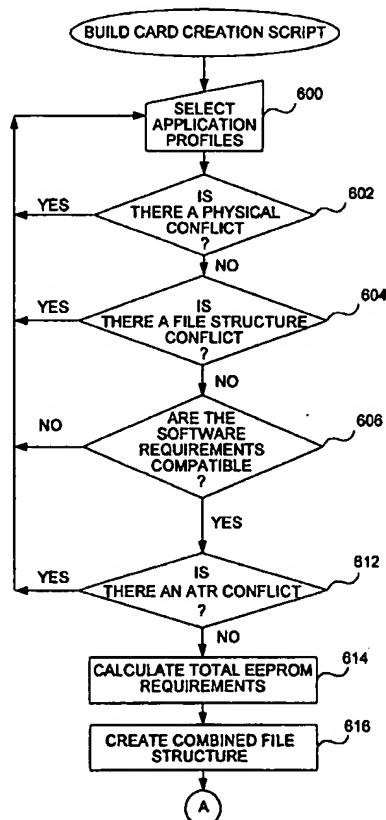 BUILD CARD CREATION SCRIPT
SELECT
APPLICATION
PROFILES
600
IS
THERE A PHYSICAL
CONFLICT
?
602
YES
NO
IS
THERE A FILE STRUCTURE
CONFLICT
?
604
YES
NO
ARE THE
SOFTWARE
REQUIREMENTS
COMPATIBLE
?
606
NO
YES
IS
THERE AN ATR CONFLICT
?
612
YES
NO
CALCULATE TOTAL EEPROM
REQUIREMENTS
614
CREATE COMBINED FILE
STRUCTURE
616
A